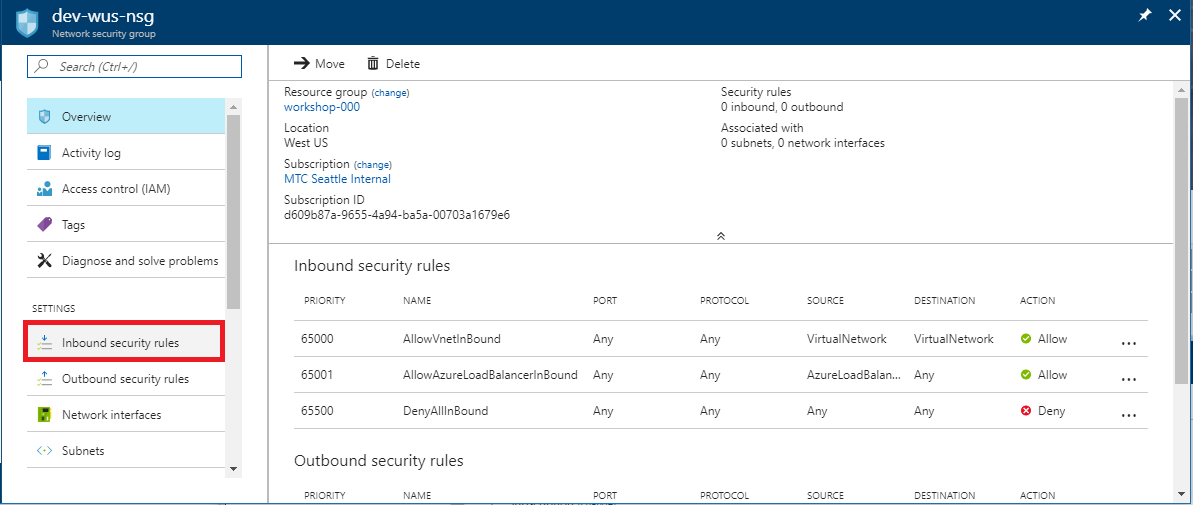 dev-wus-nsg
Network security group
Search (Ctrl+/)
Overview
Activity log
Access control (IAM)
Tags
Diagnose and solve problems
SETTINGS
Inbound security rules
Outbound security rules
Network interfaces
Subnets
Move Delete
Resource group (change)
workshop-000
Location
West US
Subscription (change)
MTC Seattle Internal
Subscription ID
d609b87a-9655-4a94-ba5a-00703a1679e6
Security rules
0 inbound, 0 outbound
Associated with
0 subnets, 0 network interfaces
Inbound security rules
PRIORITY NAME PORT PROTOCOL SOURCE DESTINATION ACTION
65000 AllowVnetInBound Any Any VirtualNetwork VirtualNetwork Allow ...
65001 AllowAzureLoadBalancerInBound Any Any AzureLoadBalan... Any Allow ...
65500 DenyAllInBound Any Any Any Any Deny ...
Outbound security rules
PRIORITY NAME PORT PROTOCOL SOURCE DESTINATION ACTION